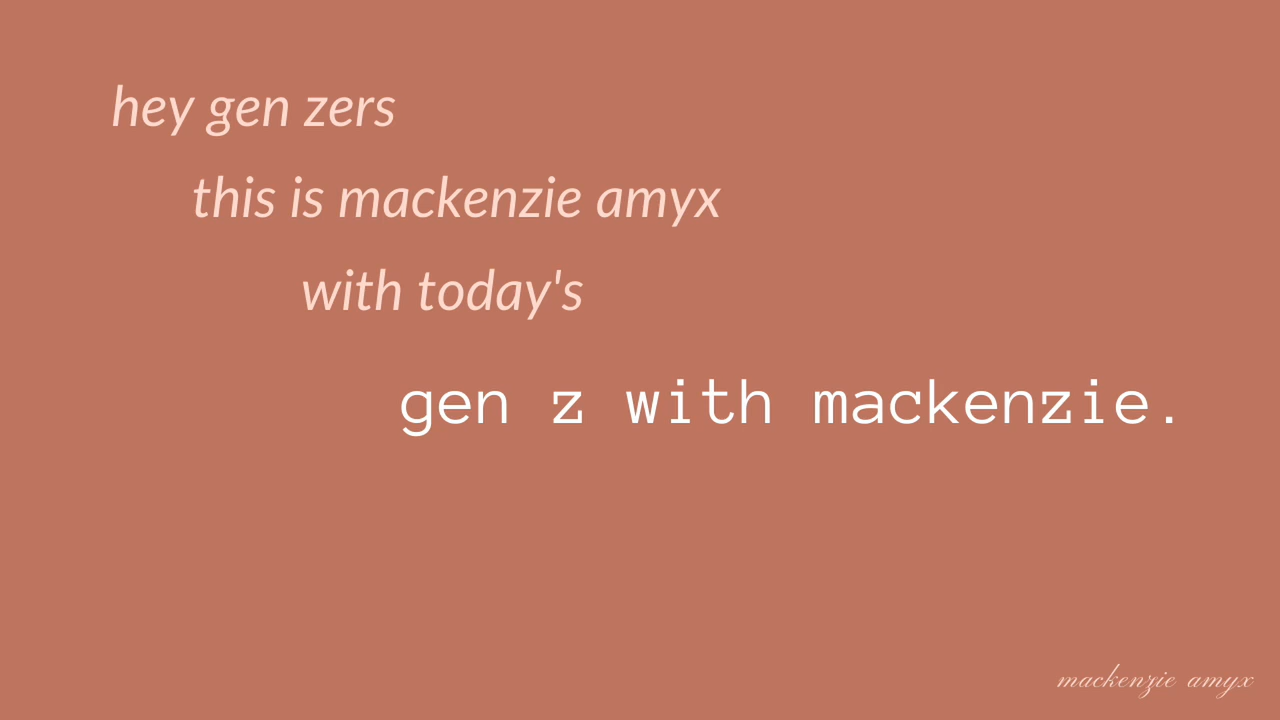 hey gen zers
this is mackenzie amyx
with today's
gen z with mackenzie.
mackenzie amyx